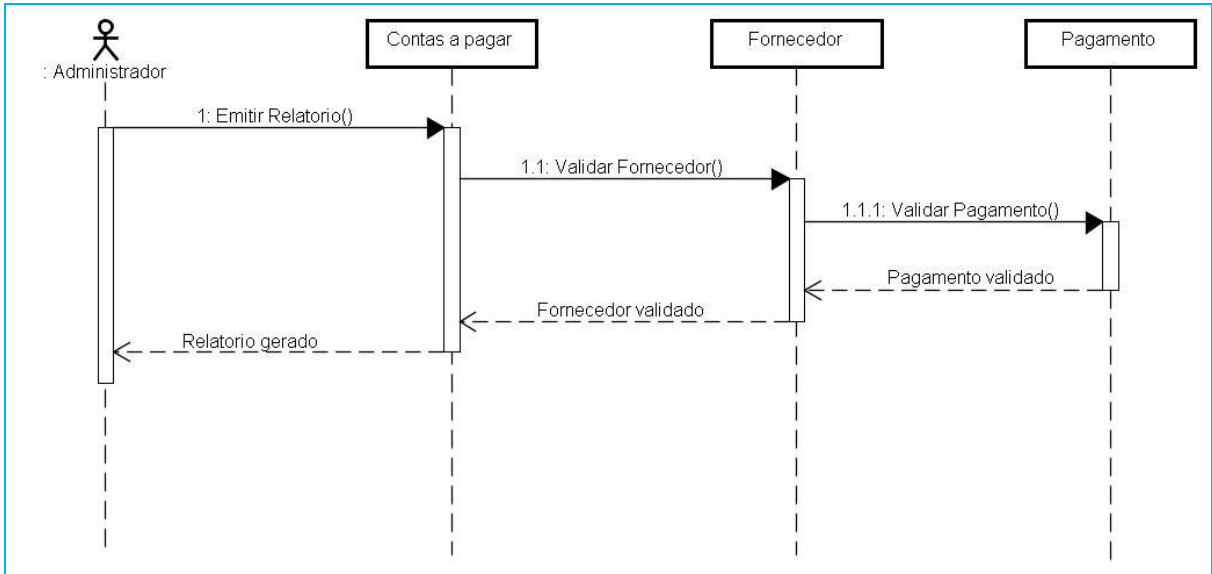 : Administrador
Contas a pagar
Fornecedor
Pagamento
1: Emitir Relatorio()
1.1: Validar Fornecedor()
1.1.1: Validar Pagamento()
Pagamento validado
Fornecedor validado
Relatorio gerado